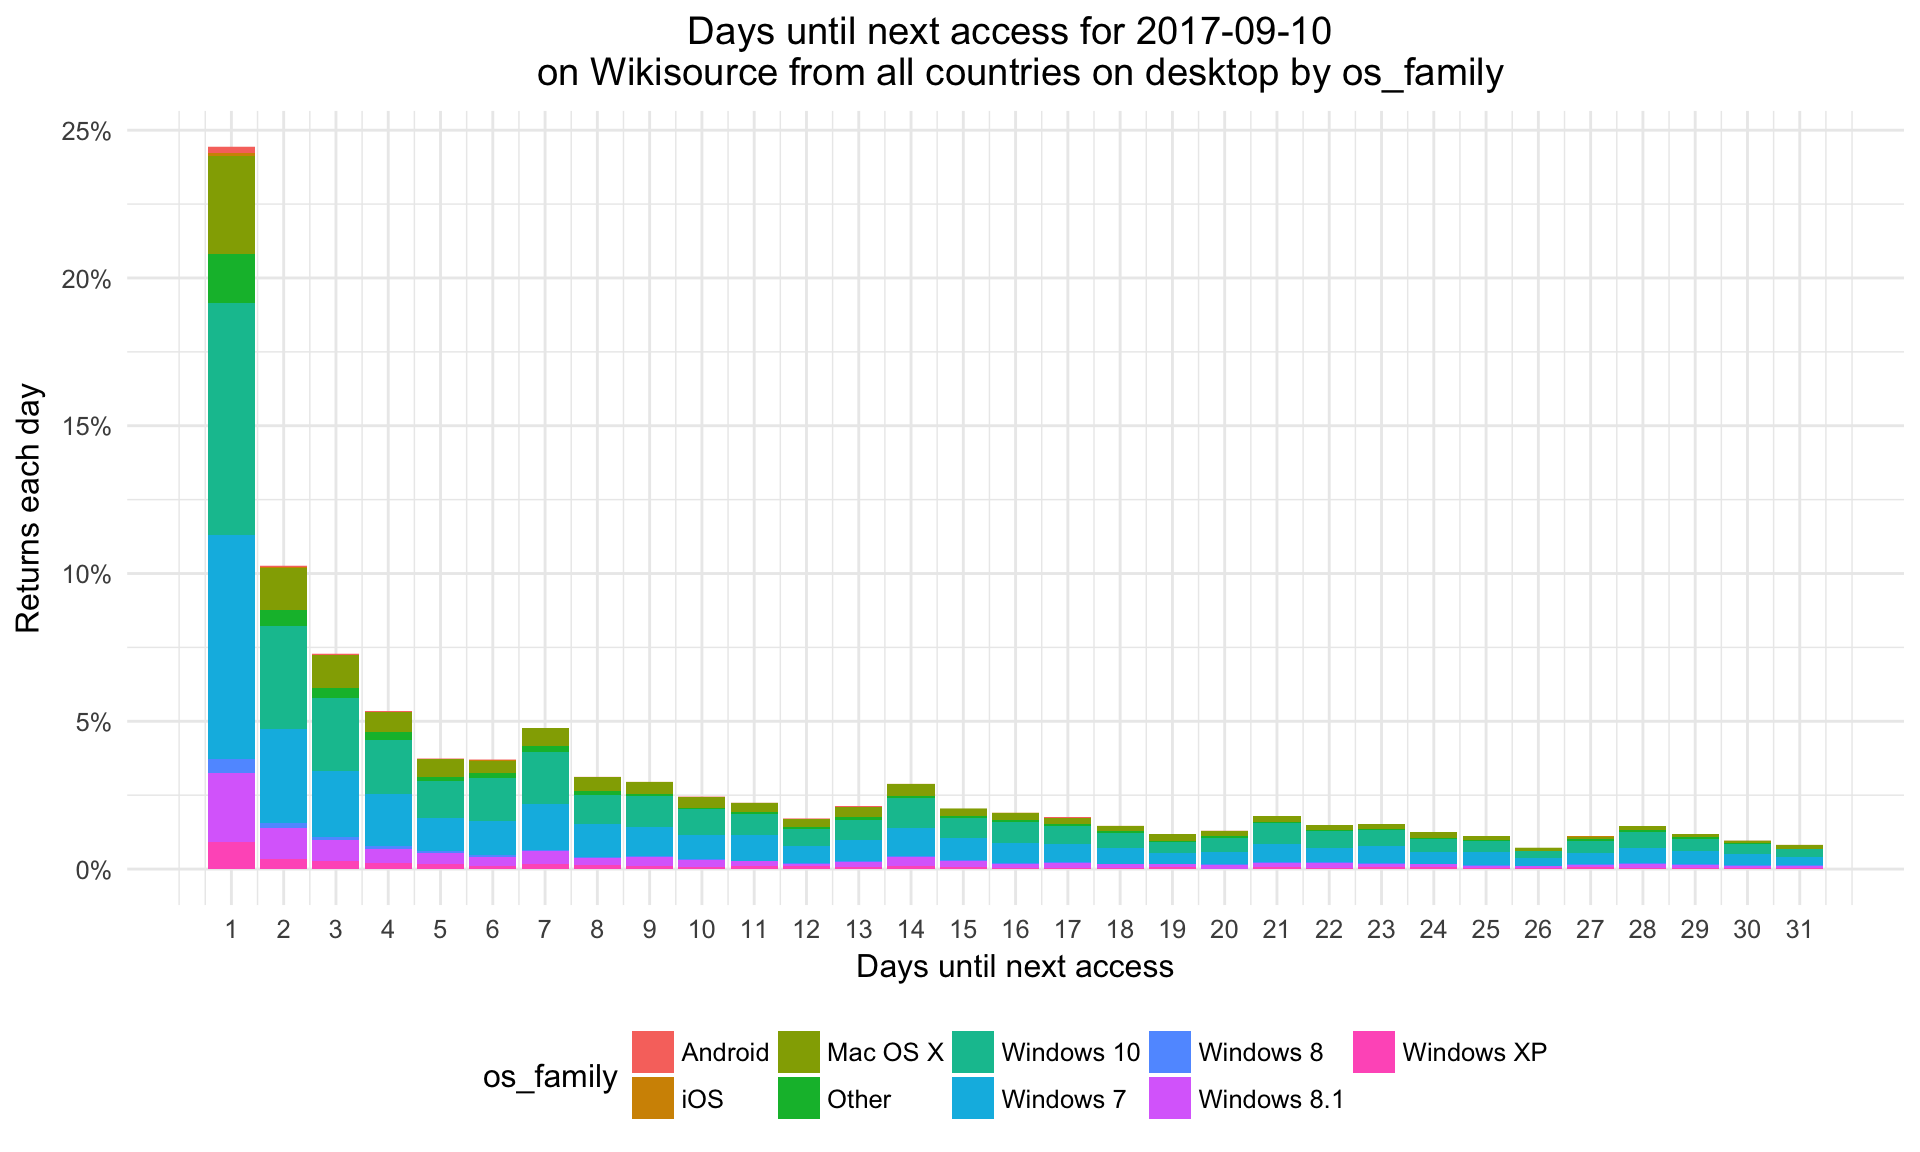 Days until next access for 2017-09-10
on Wikisource from all countries on desktop by os_family
Returns each day
25%
20%
15%
10%
5%
0%
1 2 3 4 5 6 7 8 9 10 11 12 13 14 15 16 17 18 19 20 21 22 23 24 25 26 27 28 29 30 31
Days until next access
os_family
Android Mac OS X Windows 10 Windows 8 Windows XP
iOS Other Windows 7 Windows 8.1